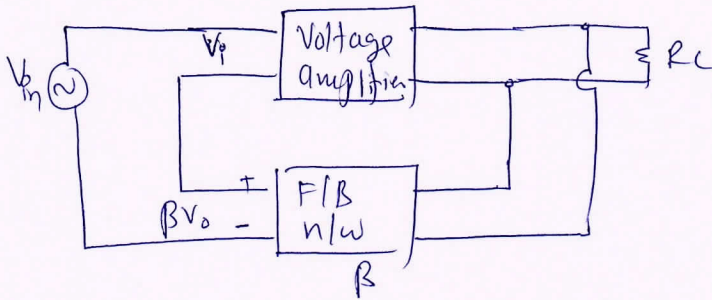 Voltage
amplifier
Vi
Vin
RL
+
F/B
n/w
βVo
-
β